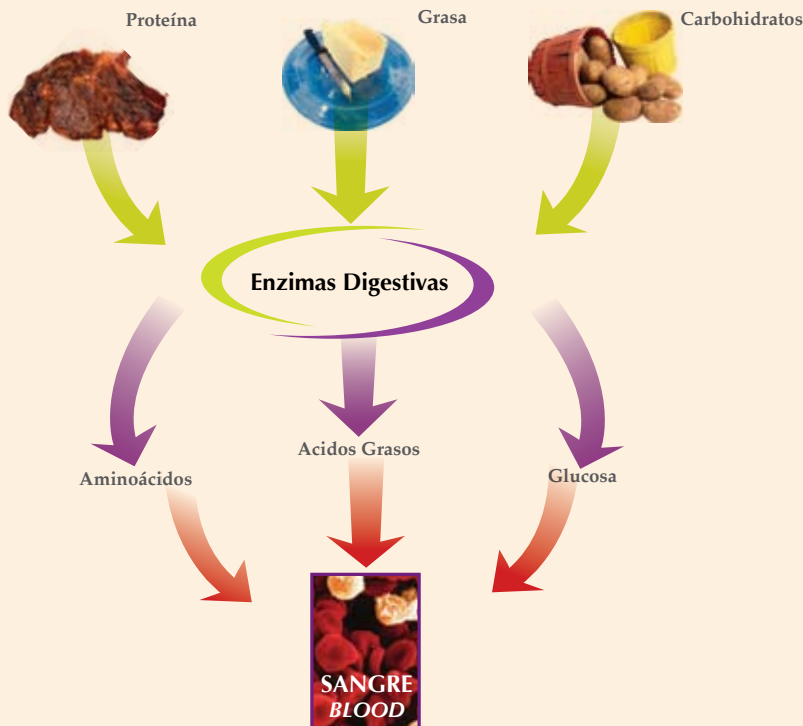 Proteína
Grasa
Carbohidratos
Enzimas Digestivas
Acidos Grasos
Aminoácidos
Glucosa
SANGRE
BLOOD